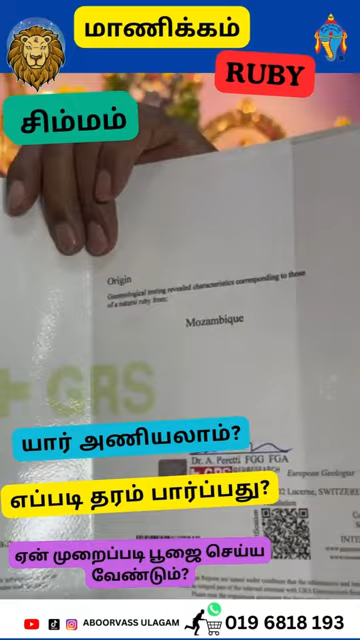 மாணிக்கம்
RUBY
சிம்மம்
Origin
Gemmological testing revealed characteristics corresponding to those
of a natural ruby from:
Mozambique
GRS
யார் அணியலாம்?
Dr. A. Peretti FGG FGA
European Geologist
எப்படி தரம் பார்ப்பது?
Lucerne, SWITZER
ஏன் முறைப்படி பூஜை செய்ய
வேண்டும்?
ABOORVASS ULAGAM
019 6818 193